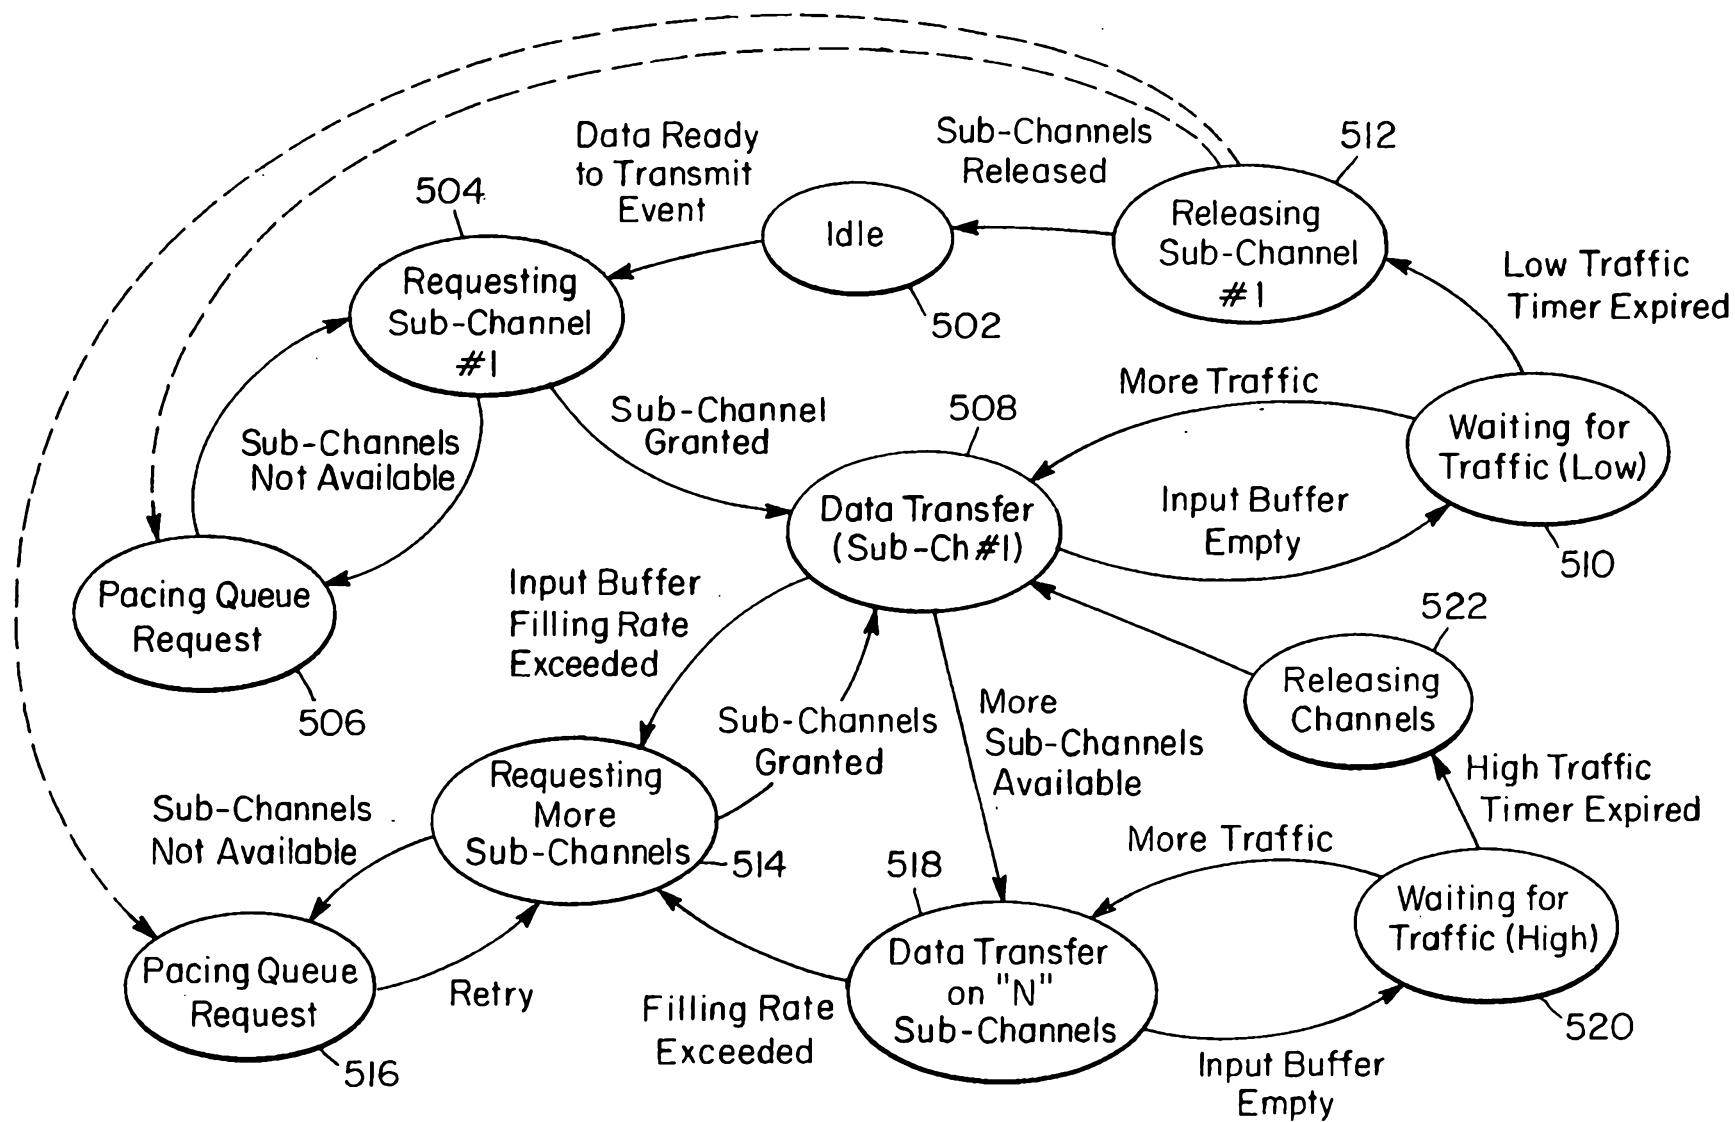 Data Ready
to Transmit
Event
Sub-Channels
Released
512
504
Requesting
Sub-Channel
#1
Idle
502
Releasing
Sub-Channel
#1
Low Traffic
Timer Expired
Sub-Channels
Not Available
Sub-Channel
Granted
508
More Traffic
Waiting for
Traffic (Low)
510
Data Transfer
(Sub-Ch#1)
Input Buffer
Empty
Pacing Queue
Request
506
Input Buffer
Filling Rate
Exceeded
522
Releasing
Channels
Sub-Channels
Granted
More
Sub-Channels
Available
High Traffic
Timer Expired
Requesting
More
Sub-Channels
514
Sub-Channels
Not Available
518
More Traffic
Waiting for
Traffic (High)
520
Pacing Queue
Request
516
Retry
Filling Rate
Exceeded
Data Transfer
on "N"
Sub-Channels
Input Buffer
Empty